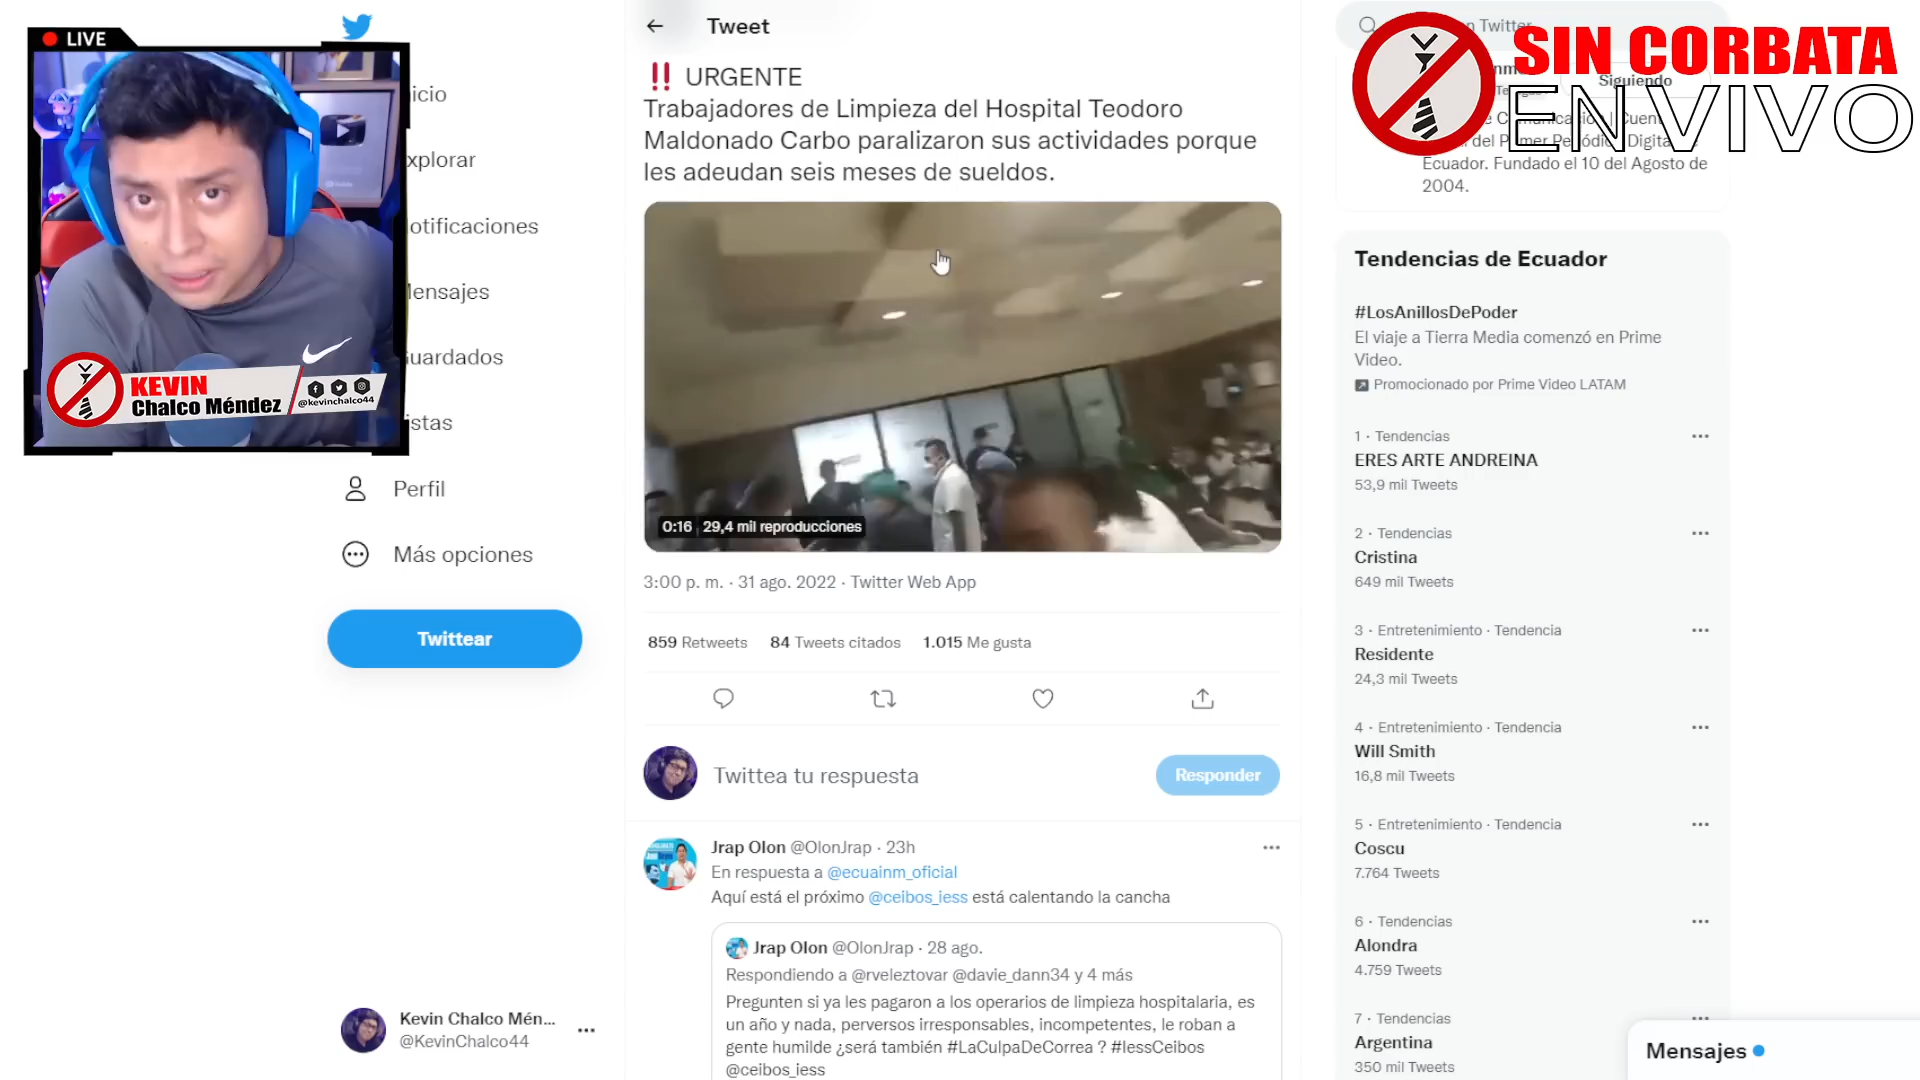 LIVE
KEVIN
Chalco Méndez
@kevinchalco44
icio
xplorar
otificaciones
ensajes
uardados
stas
Perfil
Más opciones
Twittear
Kevin Chalco Mén...
@KevinChalco44
Tweet
‼ URGENTE
Trabajadores de Limpieza del Hospital Teodoro
Maldonado Carbo paralizaron sus actividades porque
les adeudan seis meses de sueldos.
0:16 29,4 mil reproducciones
3:00 p. m. · 31 ago. 2022 · Twitter Web App
859 Retweets 84 Tweets citados 1.015 Me gusta
Twittea tu respuesta
Responder
Jrap Olon @OlonJrap · 23h
En respuesta a @ecuainm_oficial
Aquí está el próximo @ceibos_iess está calentando la cancha
Jrap Olon @OlonJrap · 28 ago.
Respondiendo a @rveleztovar @davie_dann34 y 4 más
Pregunten si ya les pagaron a los operarios de limpieza hospitalaria, es
un año y nada, perversos irresponsables, incompetentes, le roban a
gente humilde ¿será también #LaCulpaDeCorrea ? #IessCeibos
@ceibos_iess
n Twitter
SIN CORBATA
EN VIVO
Siguiendo
del Primer Periódico Digital
Ecuador. Fundado el 10 del Agosto de
2004.
Tendencias de Ecuador
#LosAnillosDePoder
El viaje a Tierra Media comenzó en Prime
Video.
Promocionado por Prime Video LATAM
1 · Tendencias
ERES ARTE ANDREINA
53,9 mil Tweets
2 · Tendencias
Cristina
649 mil Tweets
3 · Entretenimiento · Tendencia
Residente
24,3 mil Tweets
4 · Entretenimiento · Tendencia
Will Smith
16,8 mil Tweets
5 · Entretenimiento · Tendencia
Coscu
7.764 Tweets
6 · Tendencias
Alondra
4.759 Tweets
7 · Tendencias
Argentina
350 mil Tweets
Mensajes